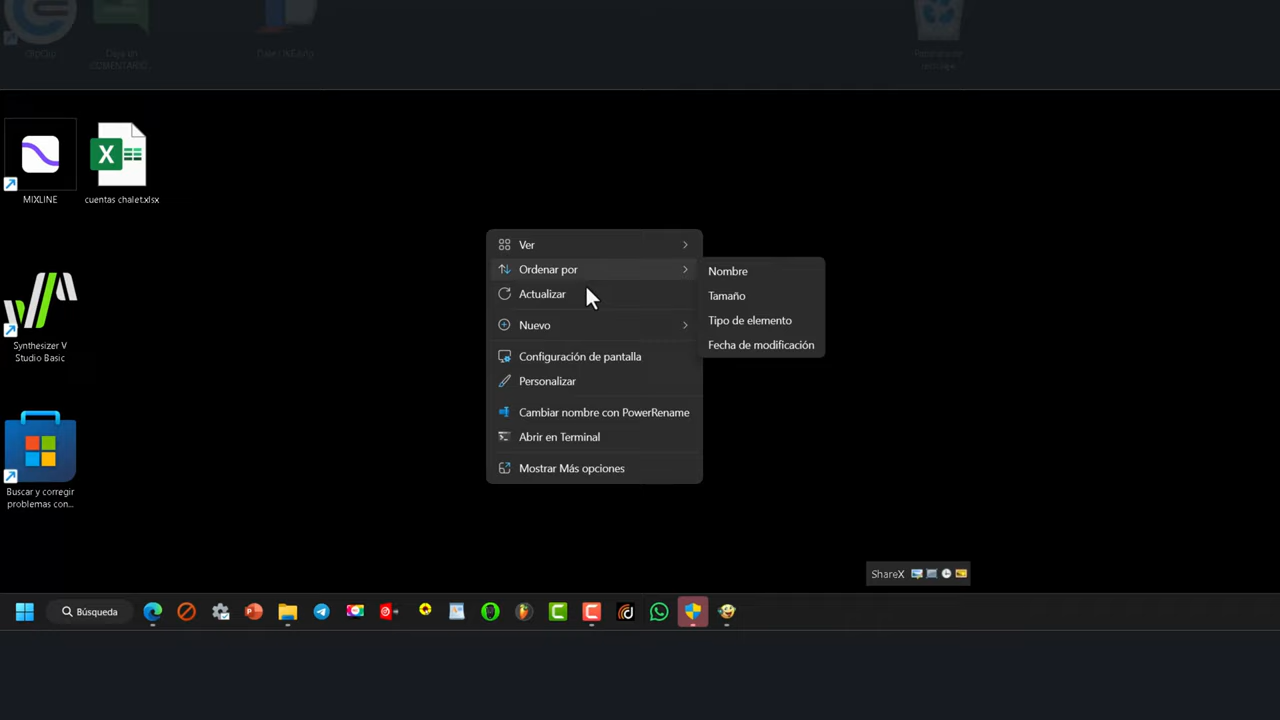 MIXLINE
cuentas chalet.xlsx
Synthesizer V
Studio Basic
Buscar y corregir
problemas con...
Ver
Ordenar por
Actualizar
Nuevo
Configuración de pantalla
Personalizar
Cambiar nombre con PowerRename
Abrir en Terminal
Mostrar Más opciones
Nombre
Tamaño
Tipo de elemento
Fecha de modificación
ShareX
Búsqueda